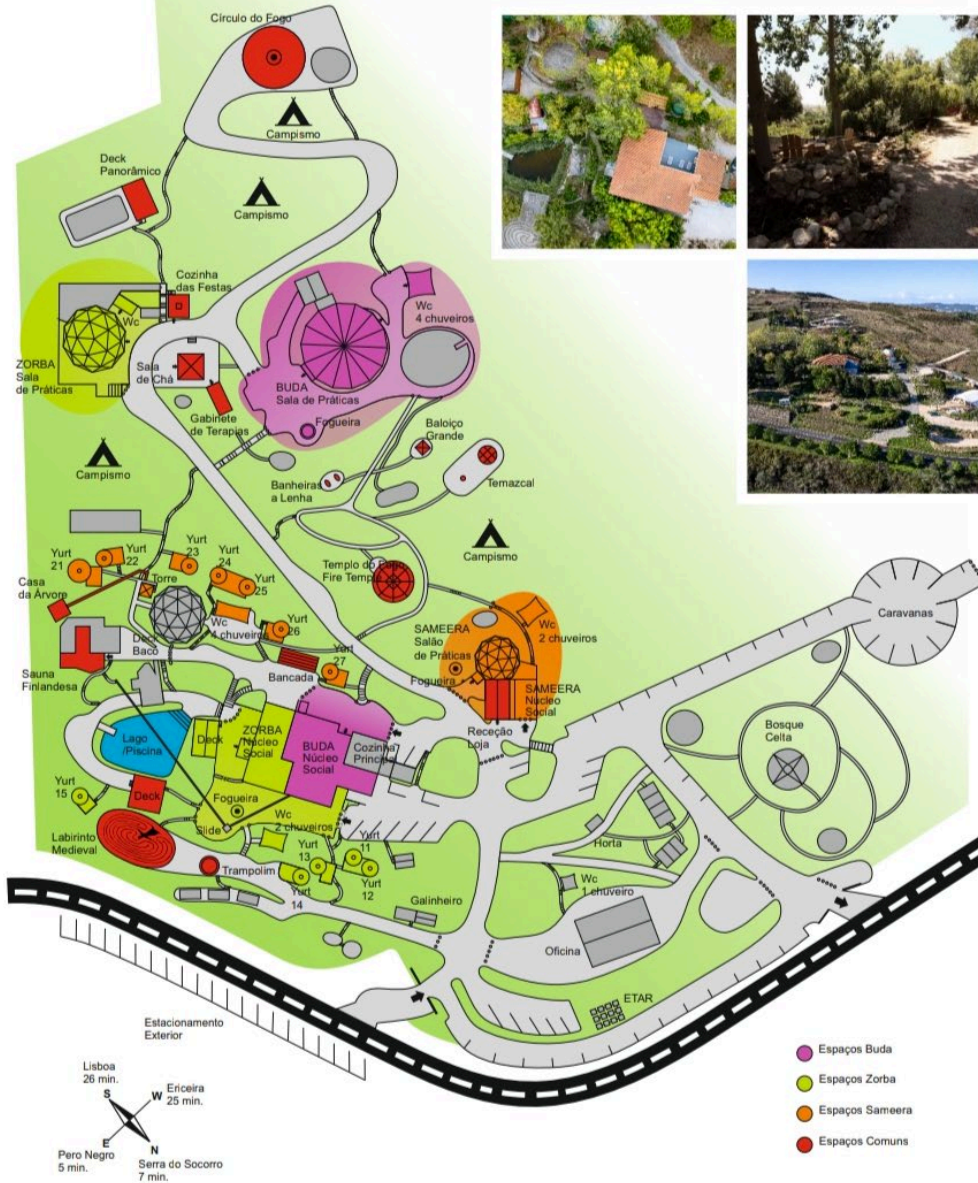 Círculo do Fogo
Campismo
Deck
Panorâmico
Campismo
Cozinha
das Festas
Wc
4 chuveiros
Wc
ZORBA
Sala
de Práticas
Sala
de Chá
BUDA
Sala de Práticas
Gabinete
de Terapias
Fogueira
Baloiço
Grande
Campismo
Banheiras
a Lenha
Temazcal
Campismo
Yurt
21
Yurt
22
Yurt
23
Yurt
24
Yurt
25
Templo do Fogo
Fire Temple
Casa
da Árvore
Torre
Caravanas
Wc
4 chuveiros
Yurt
26
SAMEERA
Salão
de Práticas
Wc
2 chuveiros
Deck
Baco
Yurt
27
Fogueira
Sauna
Finlandesa
Bancada
SAMEERA
Núcleo
Social
Receção
Loja
Bosque
Celta
Lago
/Piscina
Deck
ZORBA
Núcleo
Social
BUDA
Núcleo
Social
Cozinha
Principal
Yurt
15
Deck
Fogueira
Slide
Wc
2 chuveiros
Labirinto
Medieval
Yurt
11
Yurt
13
Yurt
12
Yurt
14
Trampolim
Horta
Wc
1 chuveiro
Galinheiro
Oficina
ETAR
Estacionamento
Exterior
Lisboa
26 min.
Ericeira
25 min.
S
W
E
N
Pero Negro
5 min.
Serra do Socorro
7 min.
Espaços Buda
Espaços Zorba
Espaços Sameera
Espaços Comuns